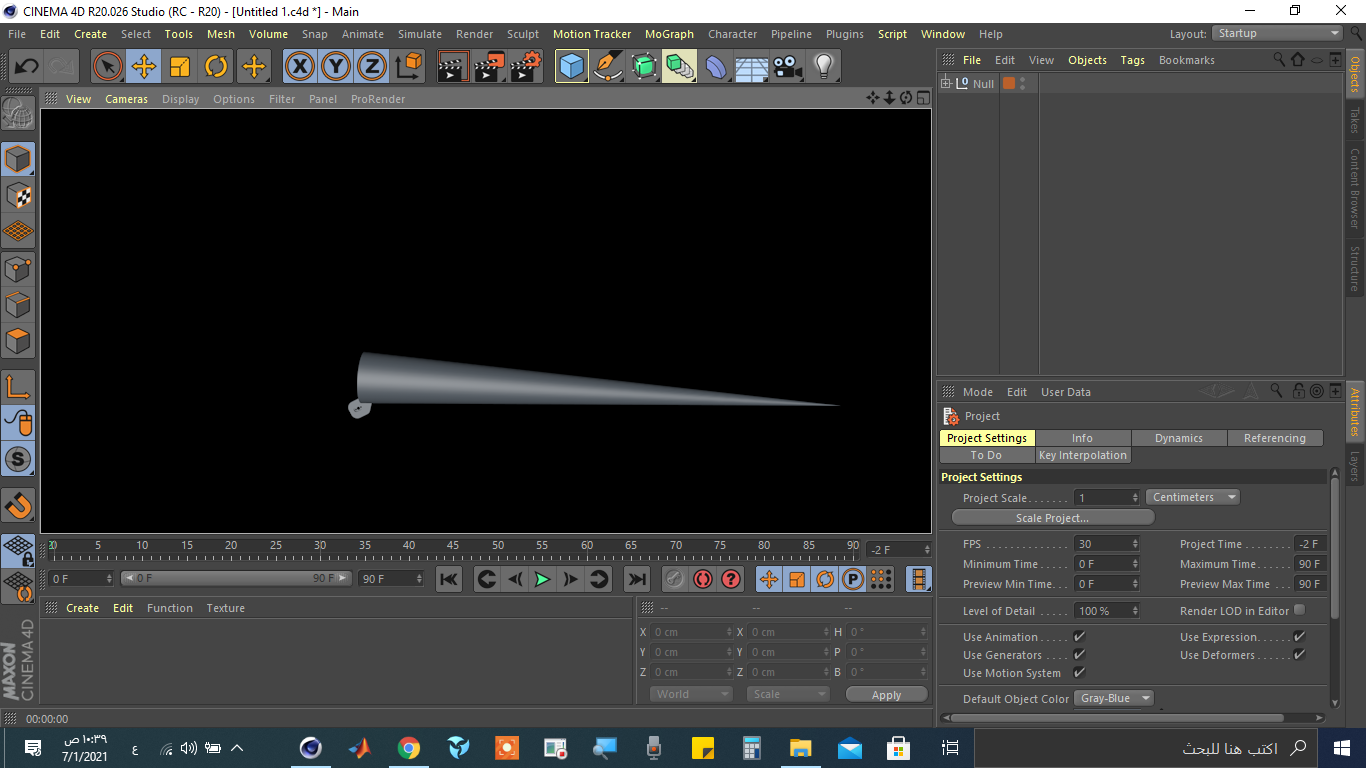 CINEMA 4D R20.026 Studio (RC - R20) - [Untitled 1.c4d *] - Main
File Edit Create Select Tools Mesh Volume Snap Animate Simulate Render Sculpt Motion Tracker MoGraph Character Pipeline Plugins Script Window Help Layout: Startup
X Y Z
File Edit View Objects Tags Bookmarks
Null
View Cameras Display Options Filter Panel ProRender
Objects
Takes
Content Browser
Structure
S
Mode Edit User Data
Project
Project Settings Info Dynamics Referencing
To Do Key Interpolation
Attributes
Layers
Project Settings
Project Scale....... 1 Centimeters
Scale Project...
FPS .............. 30 Project Time ........ -2 F
Minimum Time..... 0 F Maximum Time..... 90 F
Preview Min Time.. 0 F Preview Max Time ... 90 F
Level of Detail ..... 100 % Render LOD in Editor
Use Animation..... Use Expression......
Use Generators .... Use Deformers......
Use Motion System
Default Object Color Gray-Blue
5 10 15 20 25 30 35 40 45 50 55 60 65 70 75 80 85 90 -2 F
0 F 0 F 90 F 90 F
P
Create Edit Function Texture
-- -- --
X 0 cm X 0 cm H 0 °
Y 0 cm Y 0 cm P 0 °
Z 0 cm Z 0 cm B 0 °
World Scale Apply
MAXON
CINEMA 4D
00:00:00
١٠:٣٩ ص
7/1/2021
ع
اكتب هنا للبحث